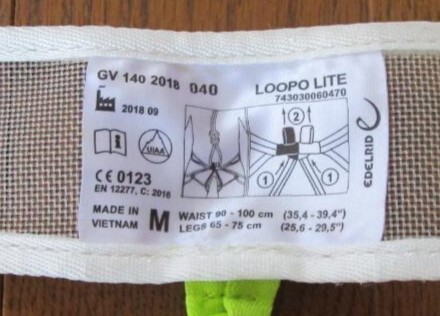 GV 140 2018 040
LOOPO LITE
743030060470
2018 09
②
① ①
UIAA
EDELRID
CE 0123
EN 12277, C: 2018
MADE IN
VIETNAM
M
WAIST 90 - 100 cm (35,4 - 39,4")
LEGS 65 - 75 cm (25,6 - 29,5")